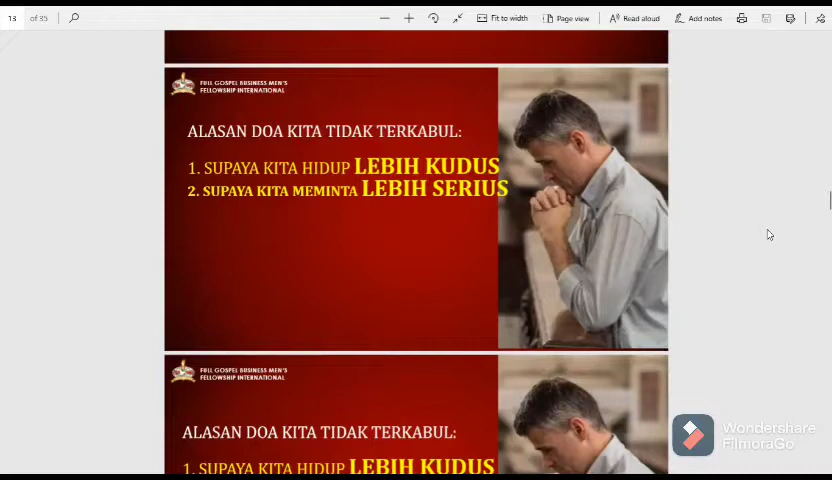 13 of 35 Fit to width Page view Read aloud Add notes
FULL GOSPEL BUSINESS MEN'S
FELLOWSHIP INTERNATIONAL
ALASAN DOA KITA TIDAK TERKABUL:
1. SUPAYA KITA HIDUP LEBIH KUDUS
2. SUPAYA KITA MEMINTA LEBIH SERIUS
FULL GOSPEL BUSINESS MEN'S
FELLOWSHIP INTERNATIONAL
ALASAN DOA KITA TIDAK TERKABUL:
1. SUPAYA KITA HIDUP LEBIH KUDUS
Wondershare
FilmoraGo